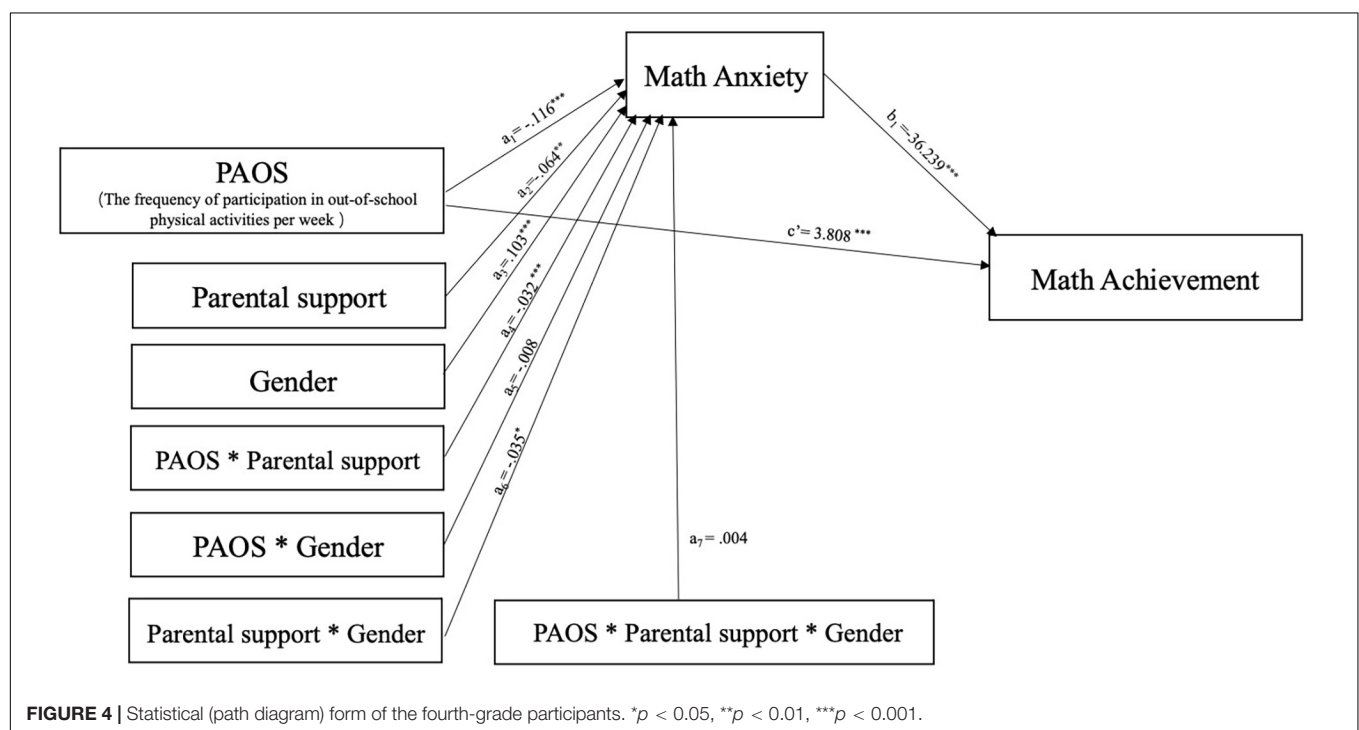 Math Anxiety
a₁= -.116***
a₂=-.064**
a₃=.103***
a₄= -.032***
a₅= -.008
a₆= -.035*
b₁=-36.239***
PAOS
(The frequency of participation in out-of-school
physical activities per week )
c’= 3.808 ***
Math Achievement
Parental support
Gender
PAOS * Parental support
PAOS * Gender
a₇= .004
Parental support * Gender
PAOS * Parental support * Gender
FIGURE 4 | Statistical (path diagram) form of the fourth-grade participants. *p < 0.05, **p < 0.01, ***p < 0.001.